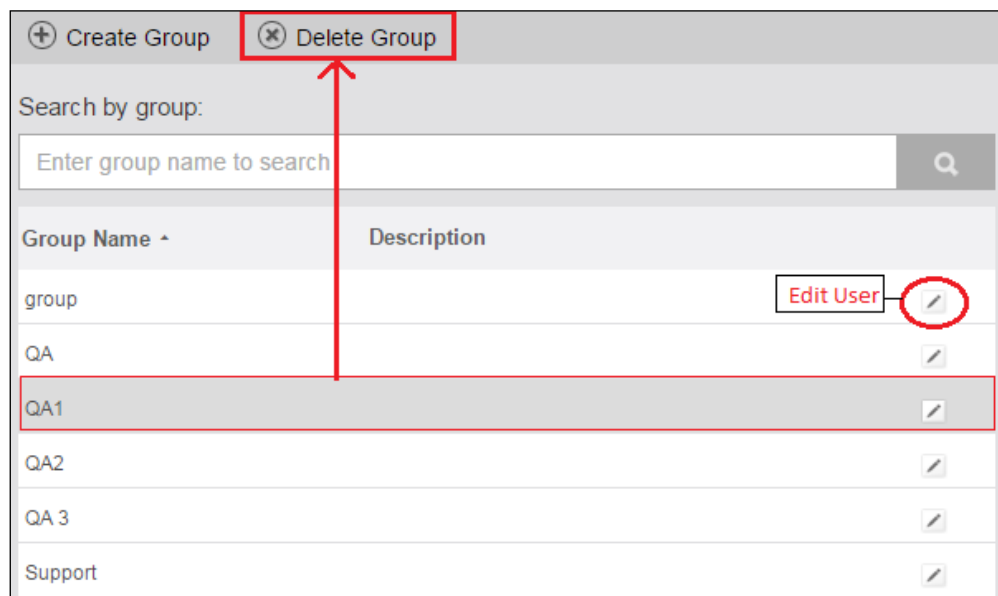 Create Group Delete Group
Search by group:
Enter group name to search
Group Name Description
group Edit User
QA
QA1
QA2
QA 3
Support